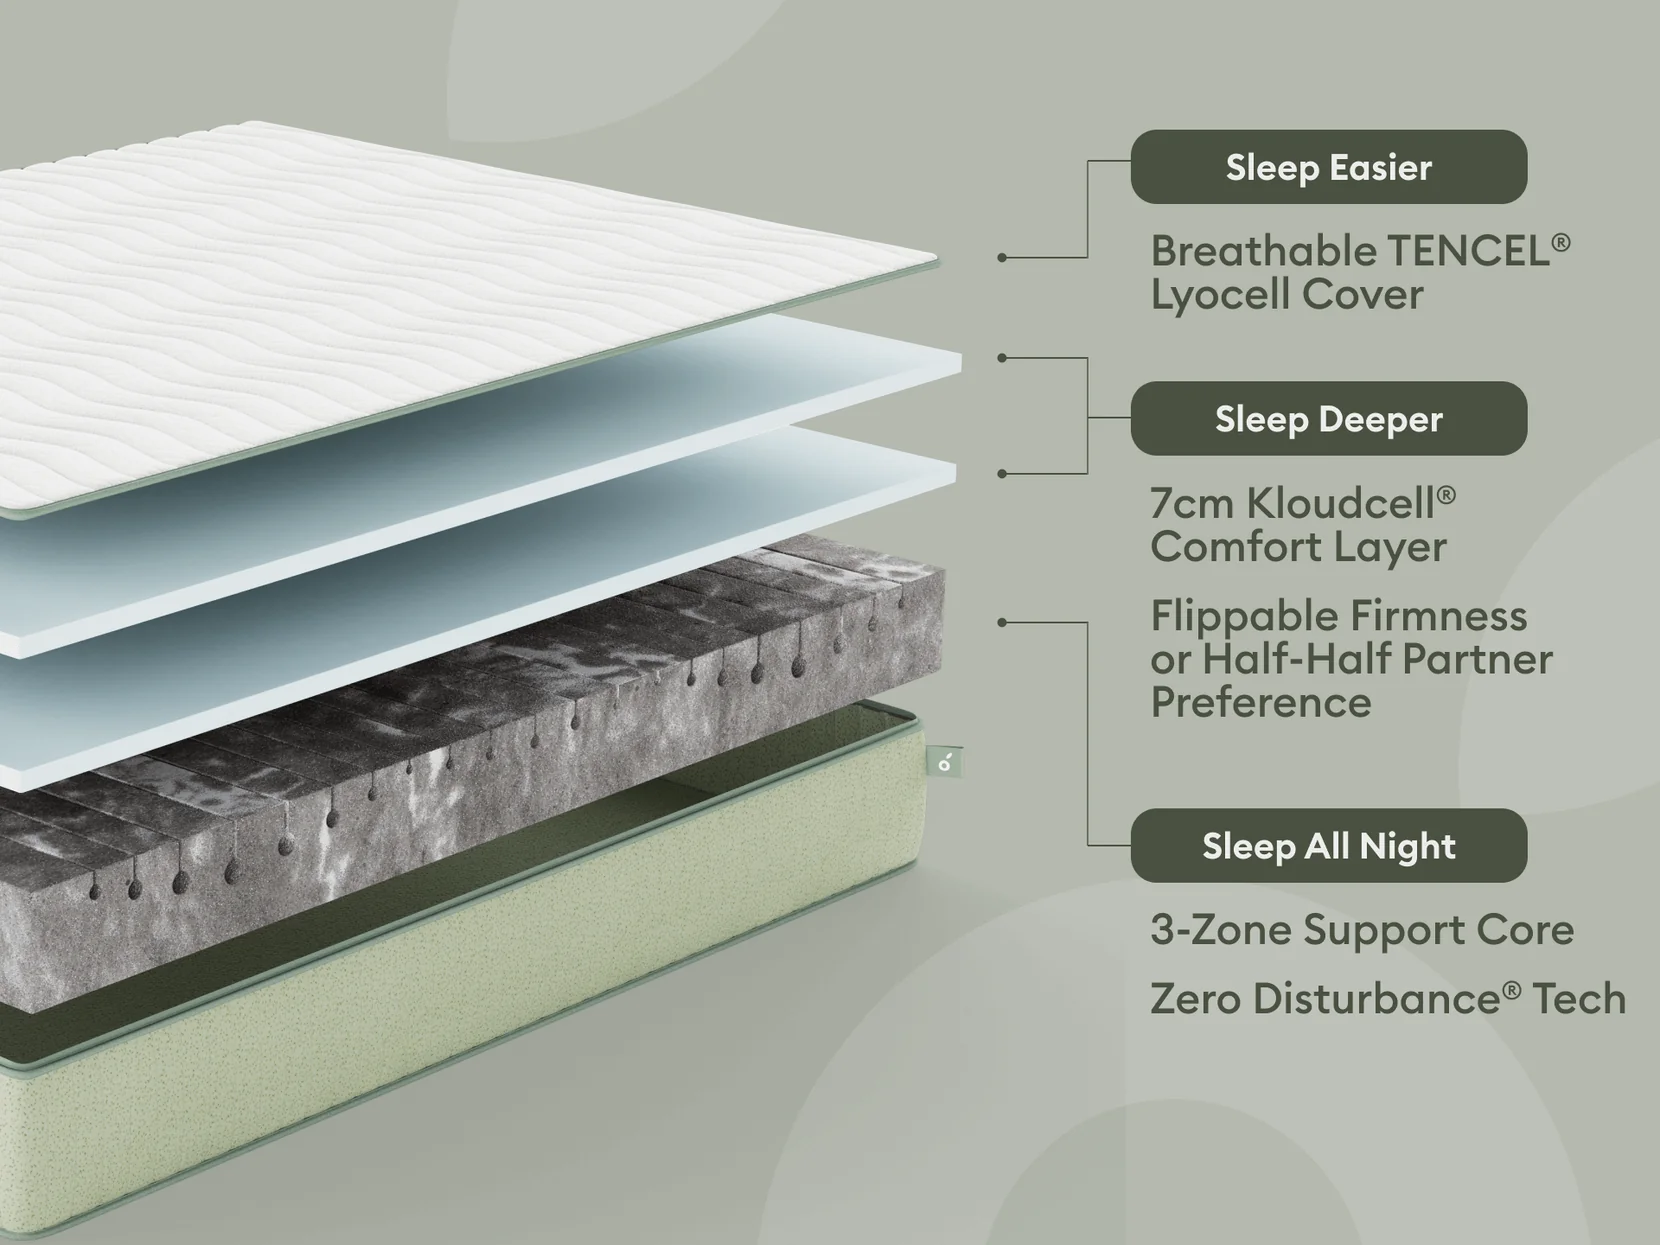 Sleep Easier
Breathable TENCEL®
Lyocell Cover
Sleep Deeper
7cm Kloudcell®
Comfort Layer
Flippable Firmness
or Half-Half Partner
Preference
Sleep All Night
3-Zone Support Core
Zero Disturbance® Tech